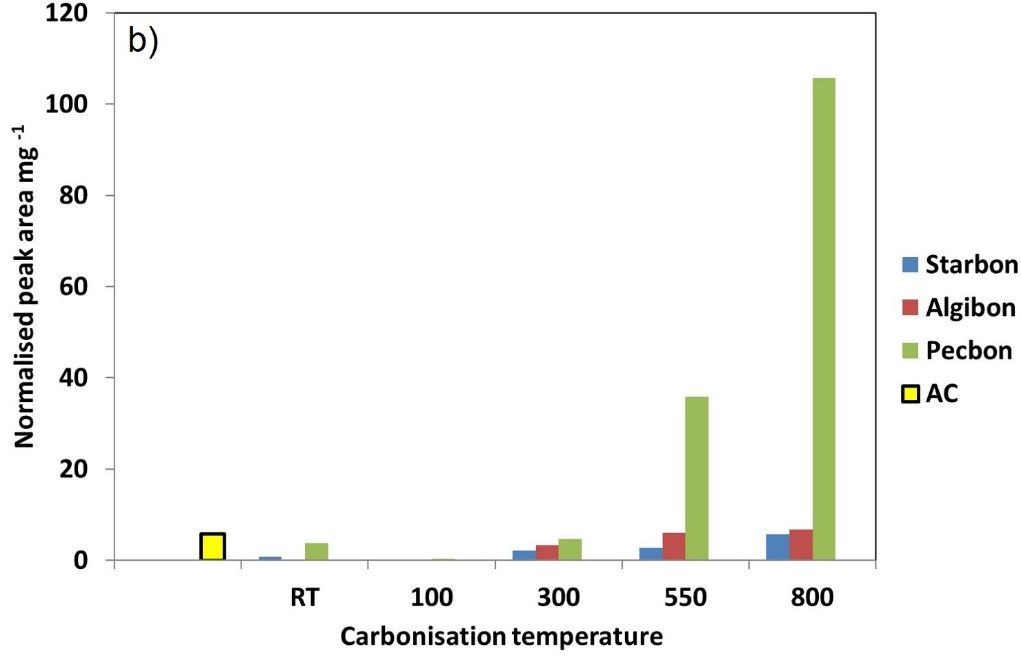 b)
120
100
80
60
40
20
0
Normalised peak area mg -1
RT 100 300 550 800
Carbonisation temperature
Starbon
Algibon
Pecbon
AC